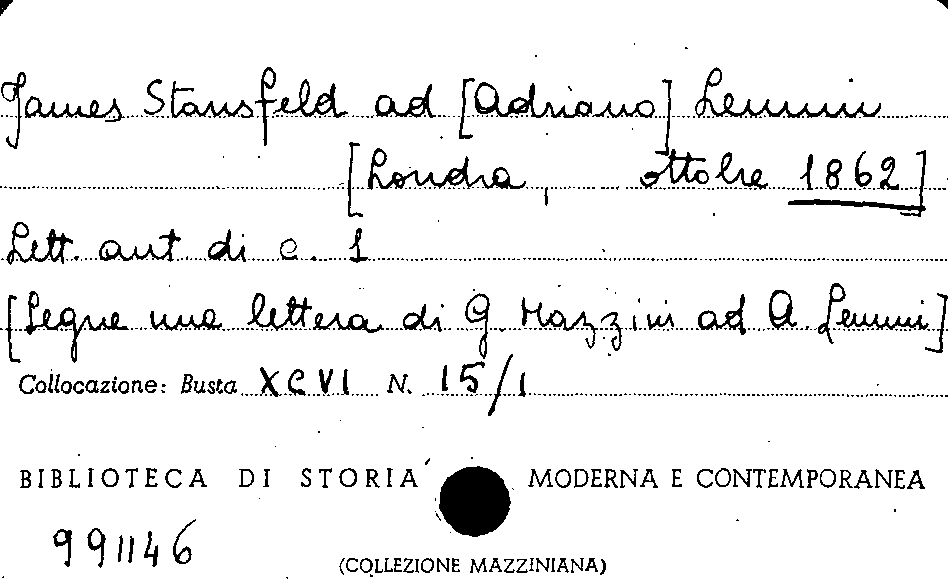 James Stansfeld ad [Adriano] Lemmi
[Londra, ottobre 1862]
Lett. aut di c. 1
[Segue una lettera di G. Mazzini ad A. Lemmi]
Collocazione: Busta XCVI N. 15/1
BIBLIOTECA DI STORIA MODERNA E CONTEMPORANEA
991146
(COLLEZIONE MAZZINIANA)